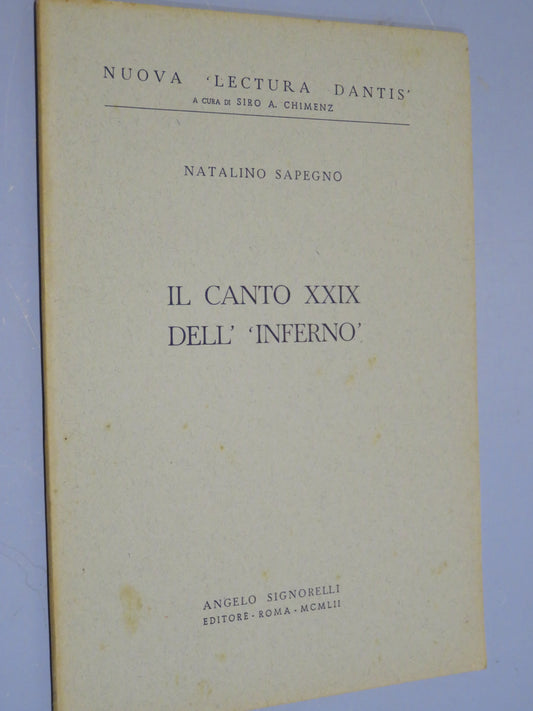 NUOVA ‘LECTURA DANTIS’
A CURA DI SIRO A. CHIMENZ
NATALINO SAPEGNO
IL CANTO XXIX
DELL’ ‘INFERNO’
ANGELO SIGNORELLI
EDITORE - ROMA - MCMLII